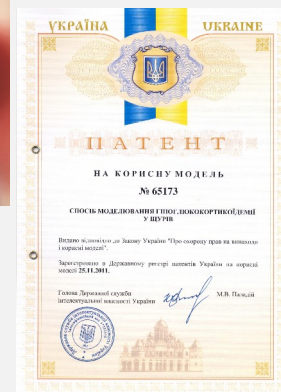 УКРАЇНА UKRAINE
ПАТЕНТ
НА КОРИСНУ МОДЕЛЬ
№ 65173
СПОСІБ МОДЕЛЮВАННЯ ГІПОГЛЮКОКОРТИКОЇДЕМІЇ
У ЩУРІВ
Видано відповідно до Закону України "Про охорону прав на винаходи
і корисні моделі".
Зареєстровано в Державному реєстрі патентів України на корисні
моделі 25.11.2011.
Голова Державної служби
інтелектуальної власності України
М.В. Паладій